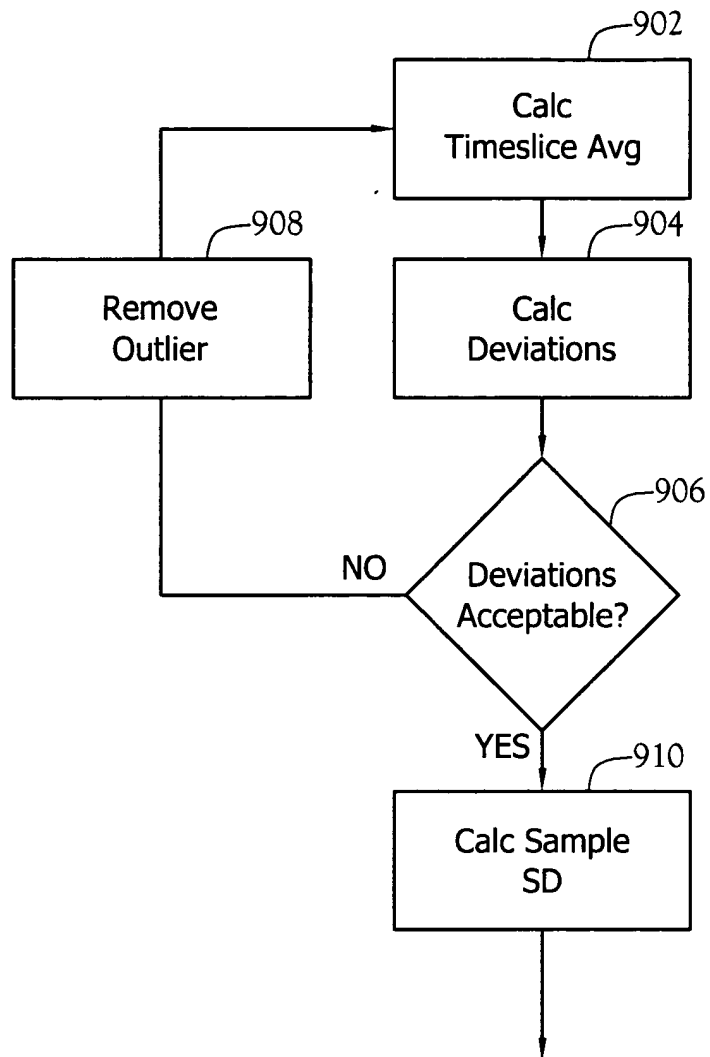 902
Calc
Timeslice Avg
908
904
Remove
Outlier
Calc
Deviations
906
NO
Deviations
Acceptable?
YES
910
Calc Sample
SD